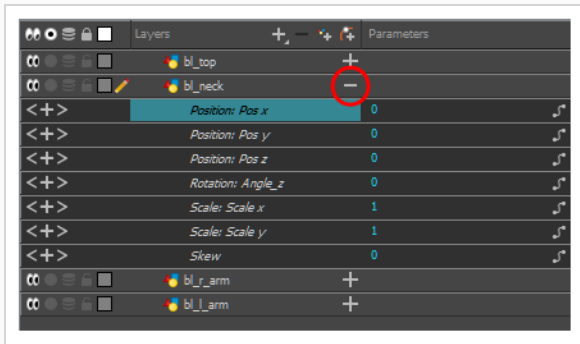 Layers Parameters
bl_top
bl_neck
Position: Pos x 0
Position: Pos y 0
Position: Pos z 0
Rotation: Angle_z 0
Scale: Scale x 1
Scale: Scale y 1
Skew 0
bl_r_arm
bl_l_arm